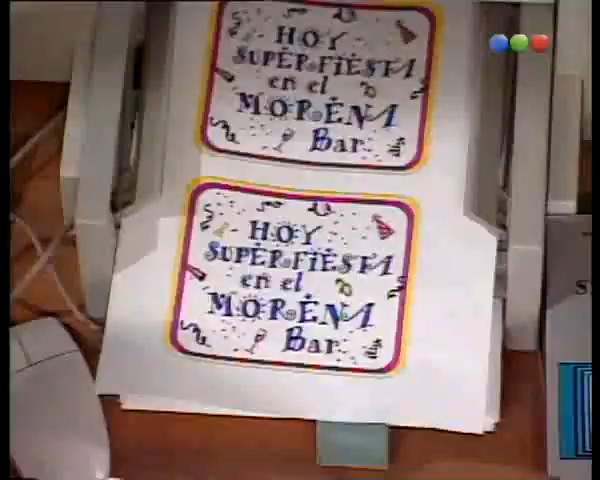 HOY
SUPER FIESTA
en el
MORENA
Bar
HOY
SUPER FIESTA
en el
MORENA
Bar
S